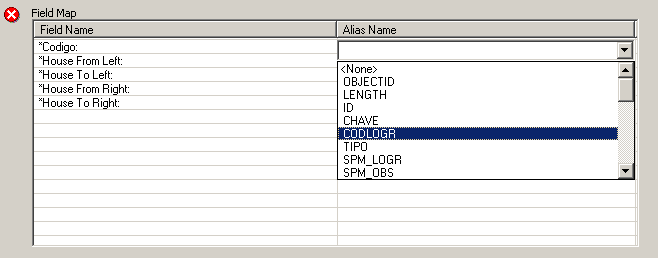 Field Map
Field Name Alias Name
*Codigo:
*House From Left:
*House To Left:
*House From Right:
*House To Right:
<None>
OBJECTID
LENGTH
ID
CHAVE
CODLOGR
TIPO
SPM_LOGR
SPM_OBS